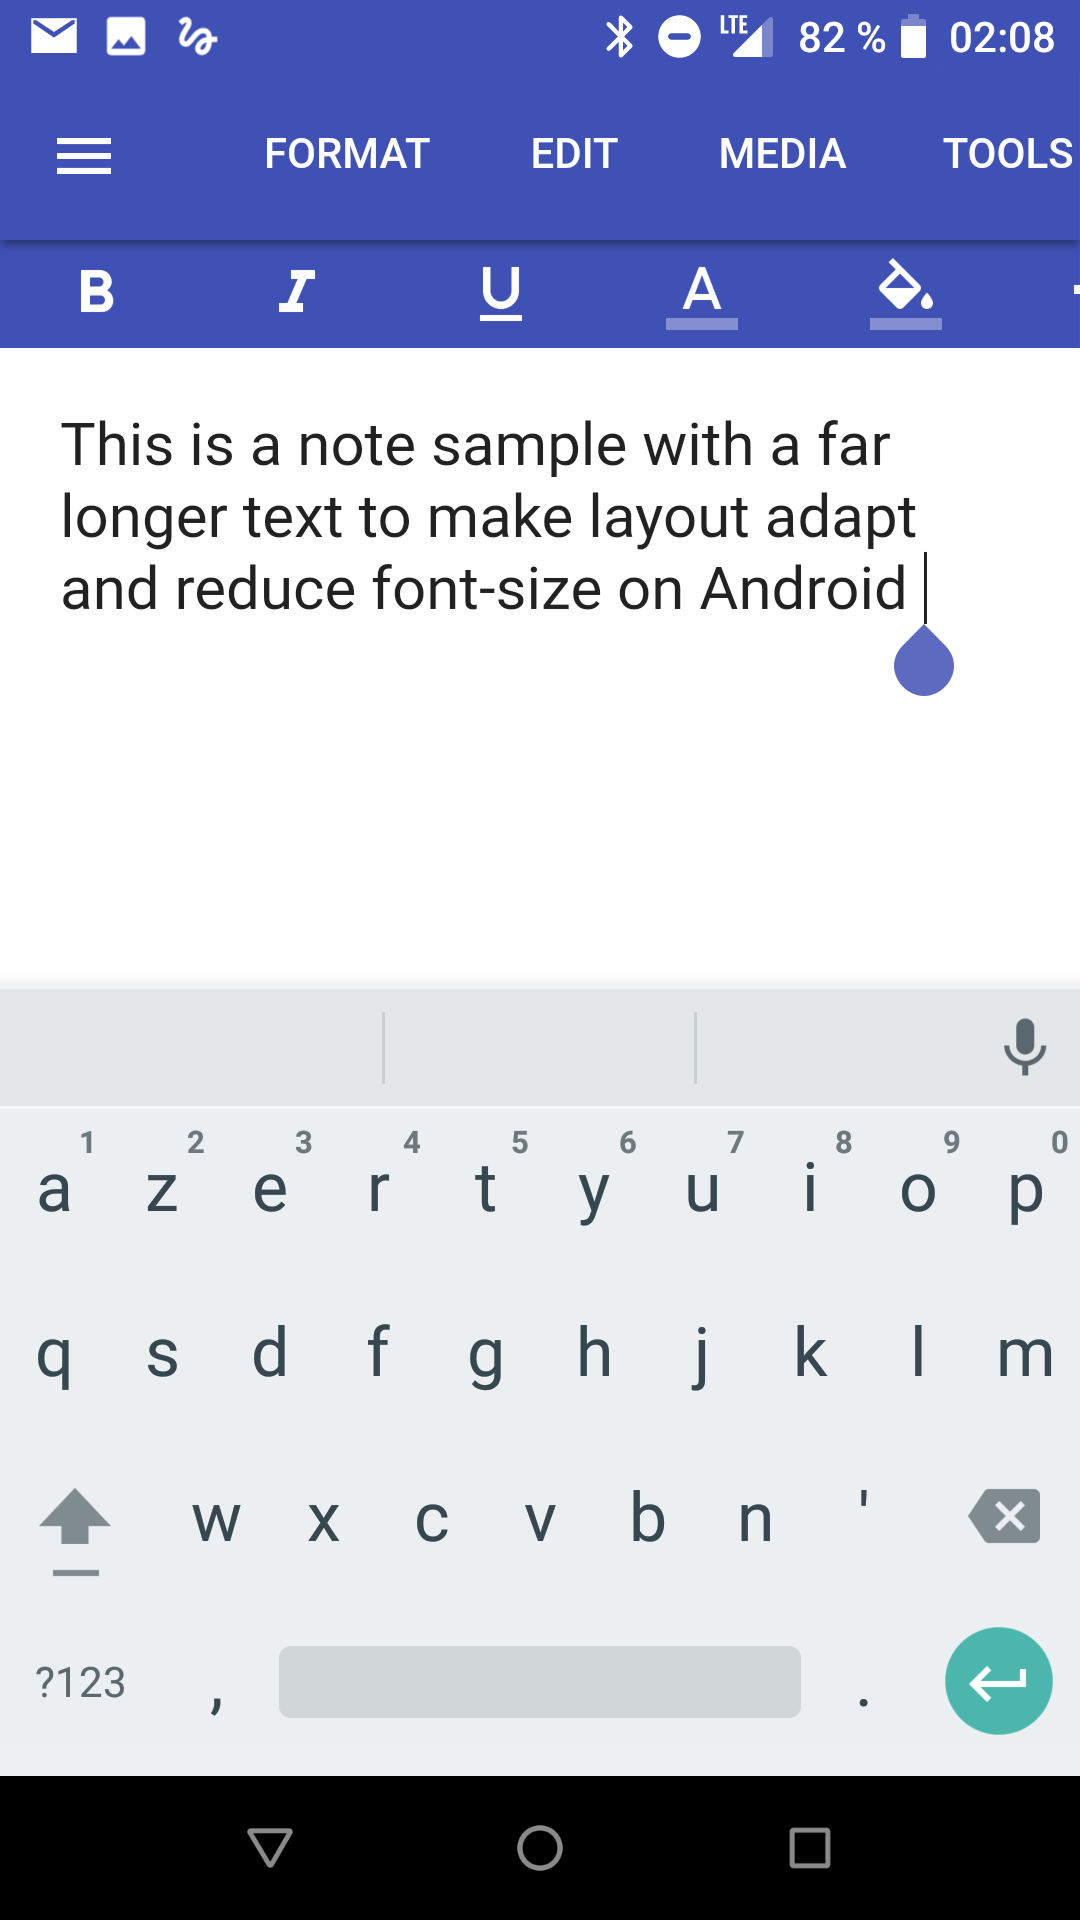 LTE 82 % 02:08
FORMAT EDIT MEDIA TOOLS
B I U A
This is a note sample with a far
longer text to make layout adapt
and reduce font-size on Android
1 2 3 4 5 6 7 8 9 0
a z e r t y u i o p
q s d f g h j k l m
w x c v b n '
?123 , .